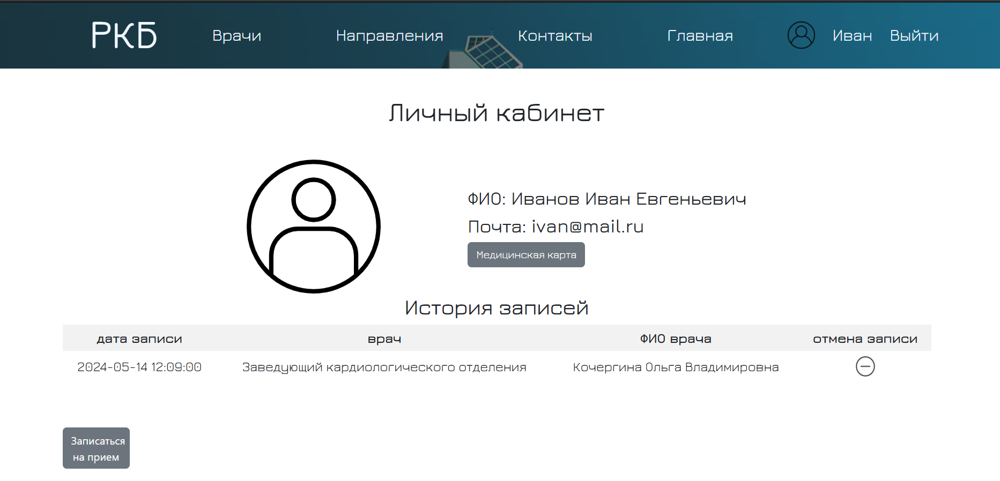 РКБ Врачи Направления Контакты Главная Иван Выйти
Личный кабинет
ФИО: Иванов Иван Евгеньевич
Почта: ivan@mail.ru
Медицинская карта
История записей
дата записи врач ФИО врача отмена записи
2024-05-14 12:09:00 Заведующий кардиологического отделения Кочергина Ольга Владимировна
Записаться
на прием